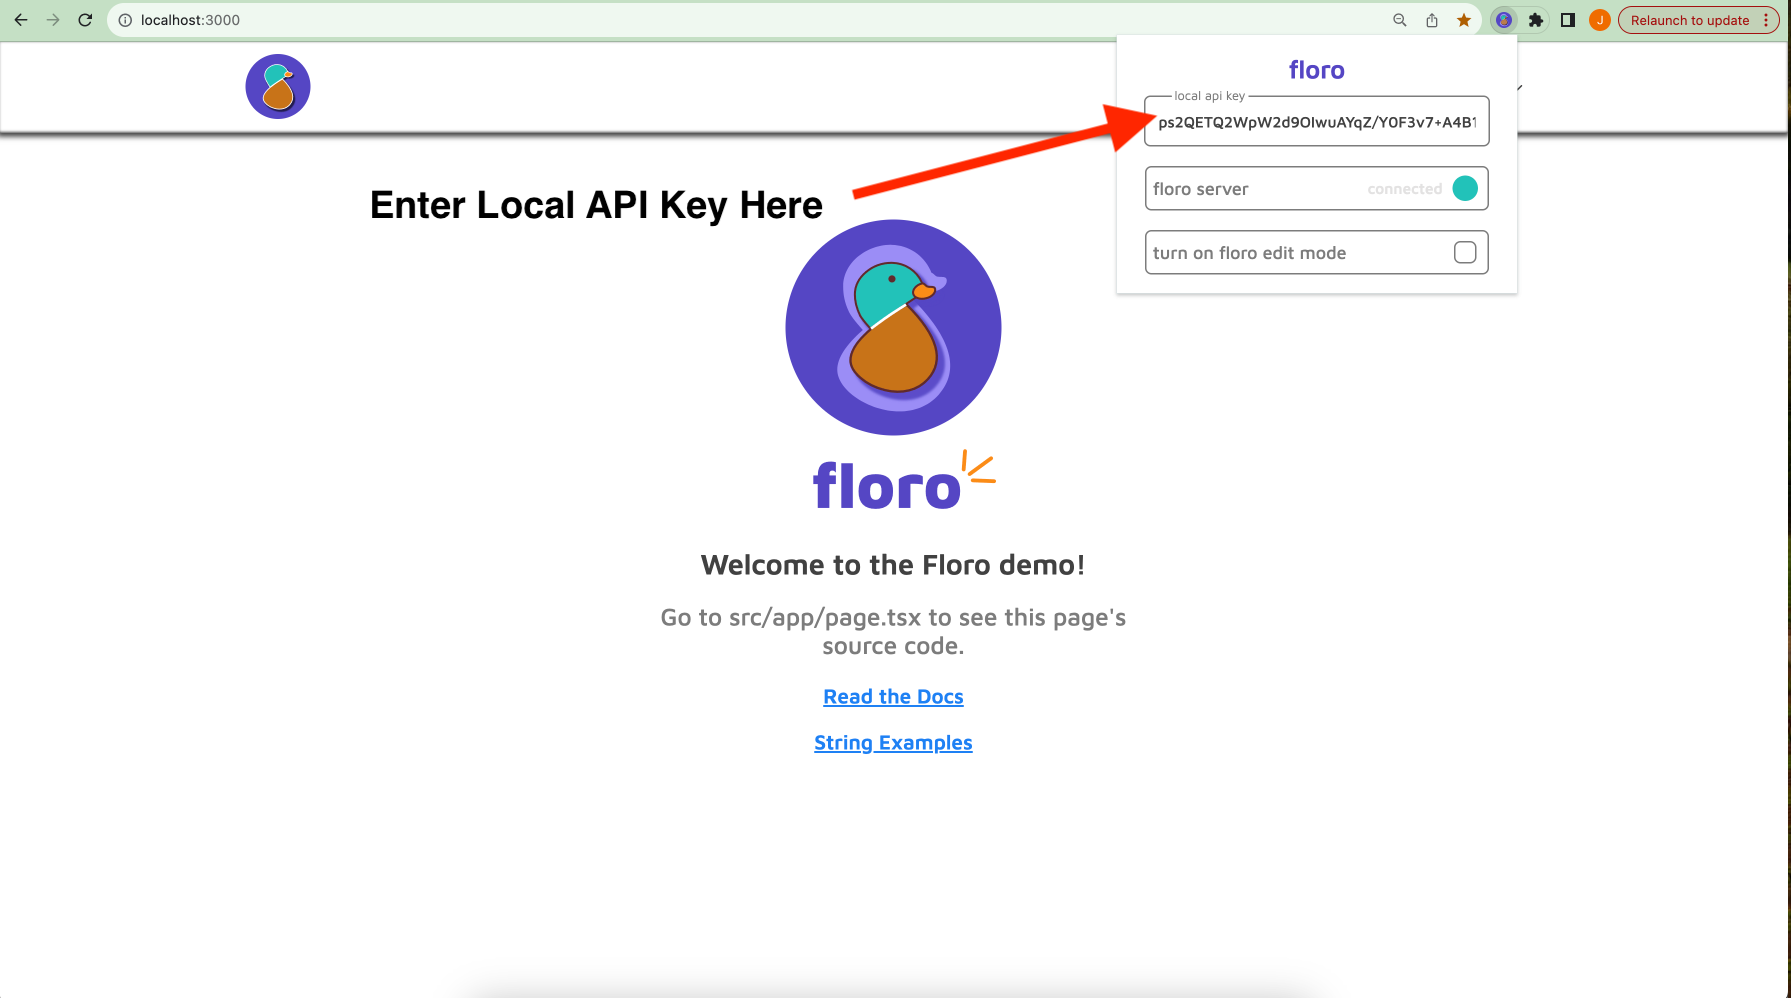 localhost:3000
J
Relaunch to update
floro
local api key
ps2QETQ2WpW2d9OIwuAYqZ/Y0F3v7+A4B1
floro server connected
turn on floro edit mode
Enter Local API Key Here
floro
Welcome to the Floro demo!
Go to src/app/page.tsx to see this page's
source code.
Read the Docs
String Examples